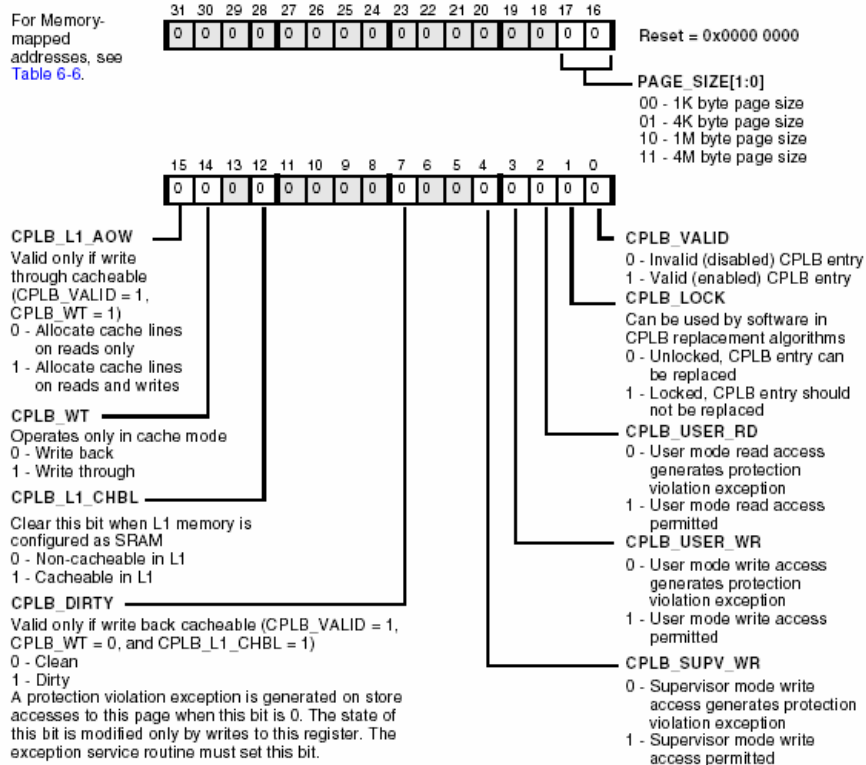 For Memory-
mapped
addresses, see
Table 6-6.
31 30 29 28 27 26 25 24 23 22 21 20 19 18 17 16
0 0 0 0 0 0 0 0 0 0 0 0 0 0 0 0
Reset = 0x0000 0000
PAGE_SIZE[1:0]
00 - 1K byte page size
01 - 4K byte page size
10 - 1M byte page size
11 - 4M byte page size
15 14 13 12 11 10 9 8 7 6 5 4 3 2 1 0
0 0 0 0 0 0 0 0 0 0 0 0 0 0 0 0
CPLB_L1_AOW
Valid only if write
through cacheable
(CPLB_VALID = 1,
CPLB_WT = 1)
0 - Allocate cache lines
on reads only
1 - Allocate cache lines
on reads and writes
CPLB_WT
Operates only in cache mode
0 - Write back
1 - Write through
CPLB_L1_CHBL
Clear this bit when L1 memory is
configured as SRAM
0 - Non-cacheable in L1
1 - Cacheable in L1
CPLB_DIRTY
Valid only if write back cacheable (CPLB_VALID = 1,
CPLB_WT = 0, and CPLB_L1_CHBL = 1)
0 - Clean
1 - Dirty
A protection violation exception is generated on store
accesses to this page when this bit is 0. The state of
this bit is modified only by writes to this register. The
exception service routine must set this bit.
CPLB_VALID
0 - Invalid (disabled) CPLB entry
1 - Valid (enabled) CPLB entry
CPLB_LOCK
Can be used by software in
CPLB replacement algorithms
0 - Unlocked, CPLB entry can
be replaced
1 - Locked, CPLB entry should
not be replaced
CPLB_USER_RD
0 - User mode read access
generates protection
violation exception
1 - User mode read access
permitted
CPLB_USER_WR
0 - User mode write access
generates protection
violation exception
1 - User mode write access
permitted
CPLB_SUPV_WR
0 - Supervisor mode write
access generates protection
violation exception
1 - Supervisor mode write
access permitted